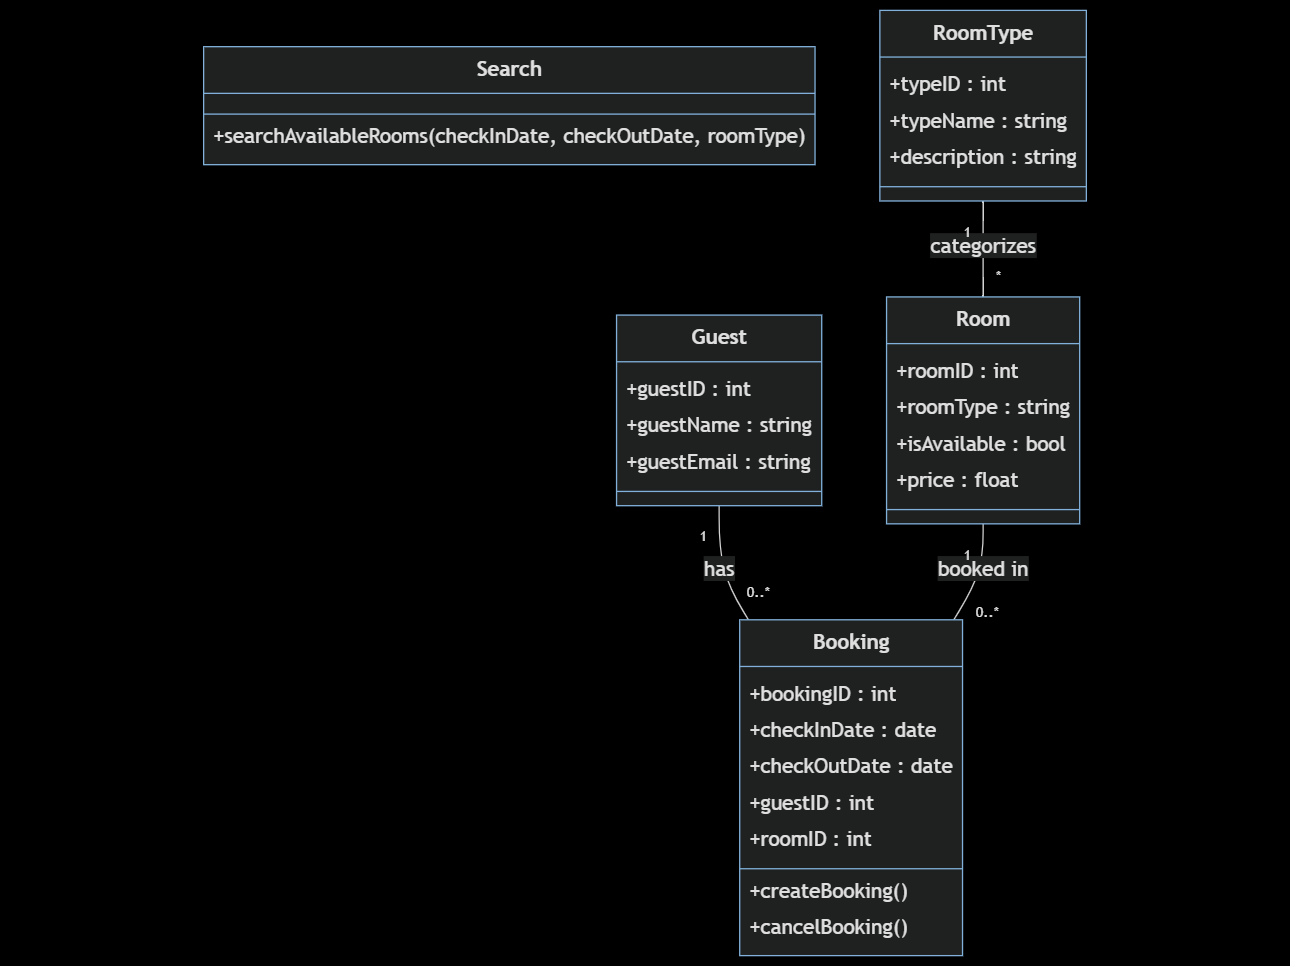 Search
+searchAvailableRooms(checkInDate, checkOutDate, roomType)
RoomType
+typeID : int
+typeName : string
+description : string
1
categorizes
*
Guest
+guestID : int
+guestName : string
+guestEmail : string
Room
+roomID : int
+roomType : string
+isAvailable : bool
+price : float
1
has
0..*
1
booked in
0..*
Booking
+bookingID : int
+checkInDate : date
+checkOutDate : date
+guestID : int
+roomID : int
+createBooking()
+cancelBooking()